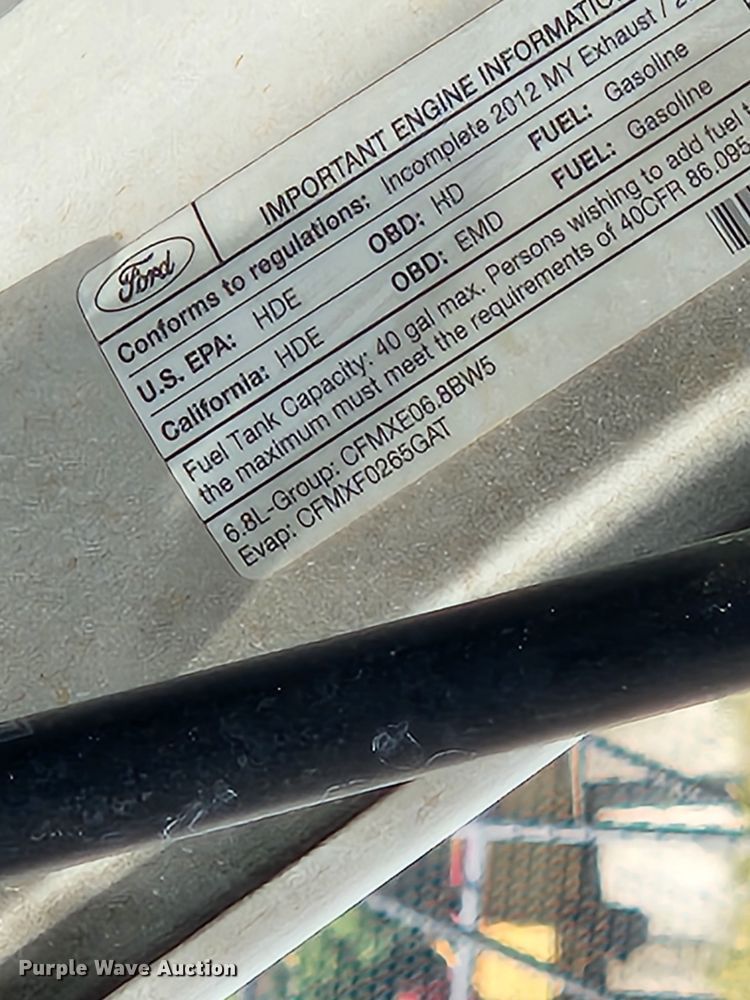 Ford
IMPORTANT ENGINE INFORMATIO
Conforms to regulations: Incomplete 2012 MY Exhaust /
U.S. EPA: HDE OBD: HD FUEL: Gasoline
California: HDE OBD: EMD FUEL: Gasoline
Fuel Tank Capacity: 40 gal max. Persons wishing to add fuel
the maximum must meet the requirements of 40CFR 86.095
6.8L-Group: CFMXE06.8BW5
Evap: CFMXF0265GAT
Purple Wave Auction